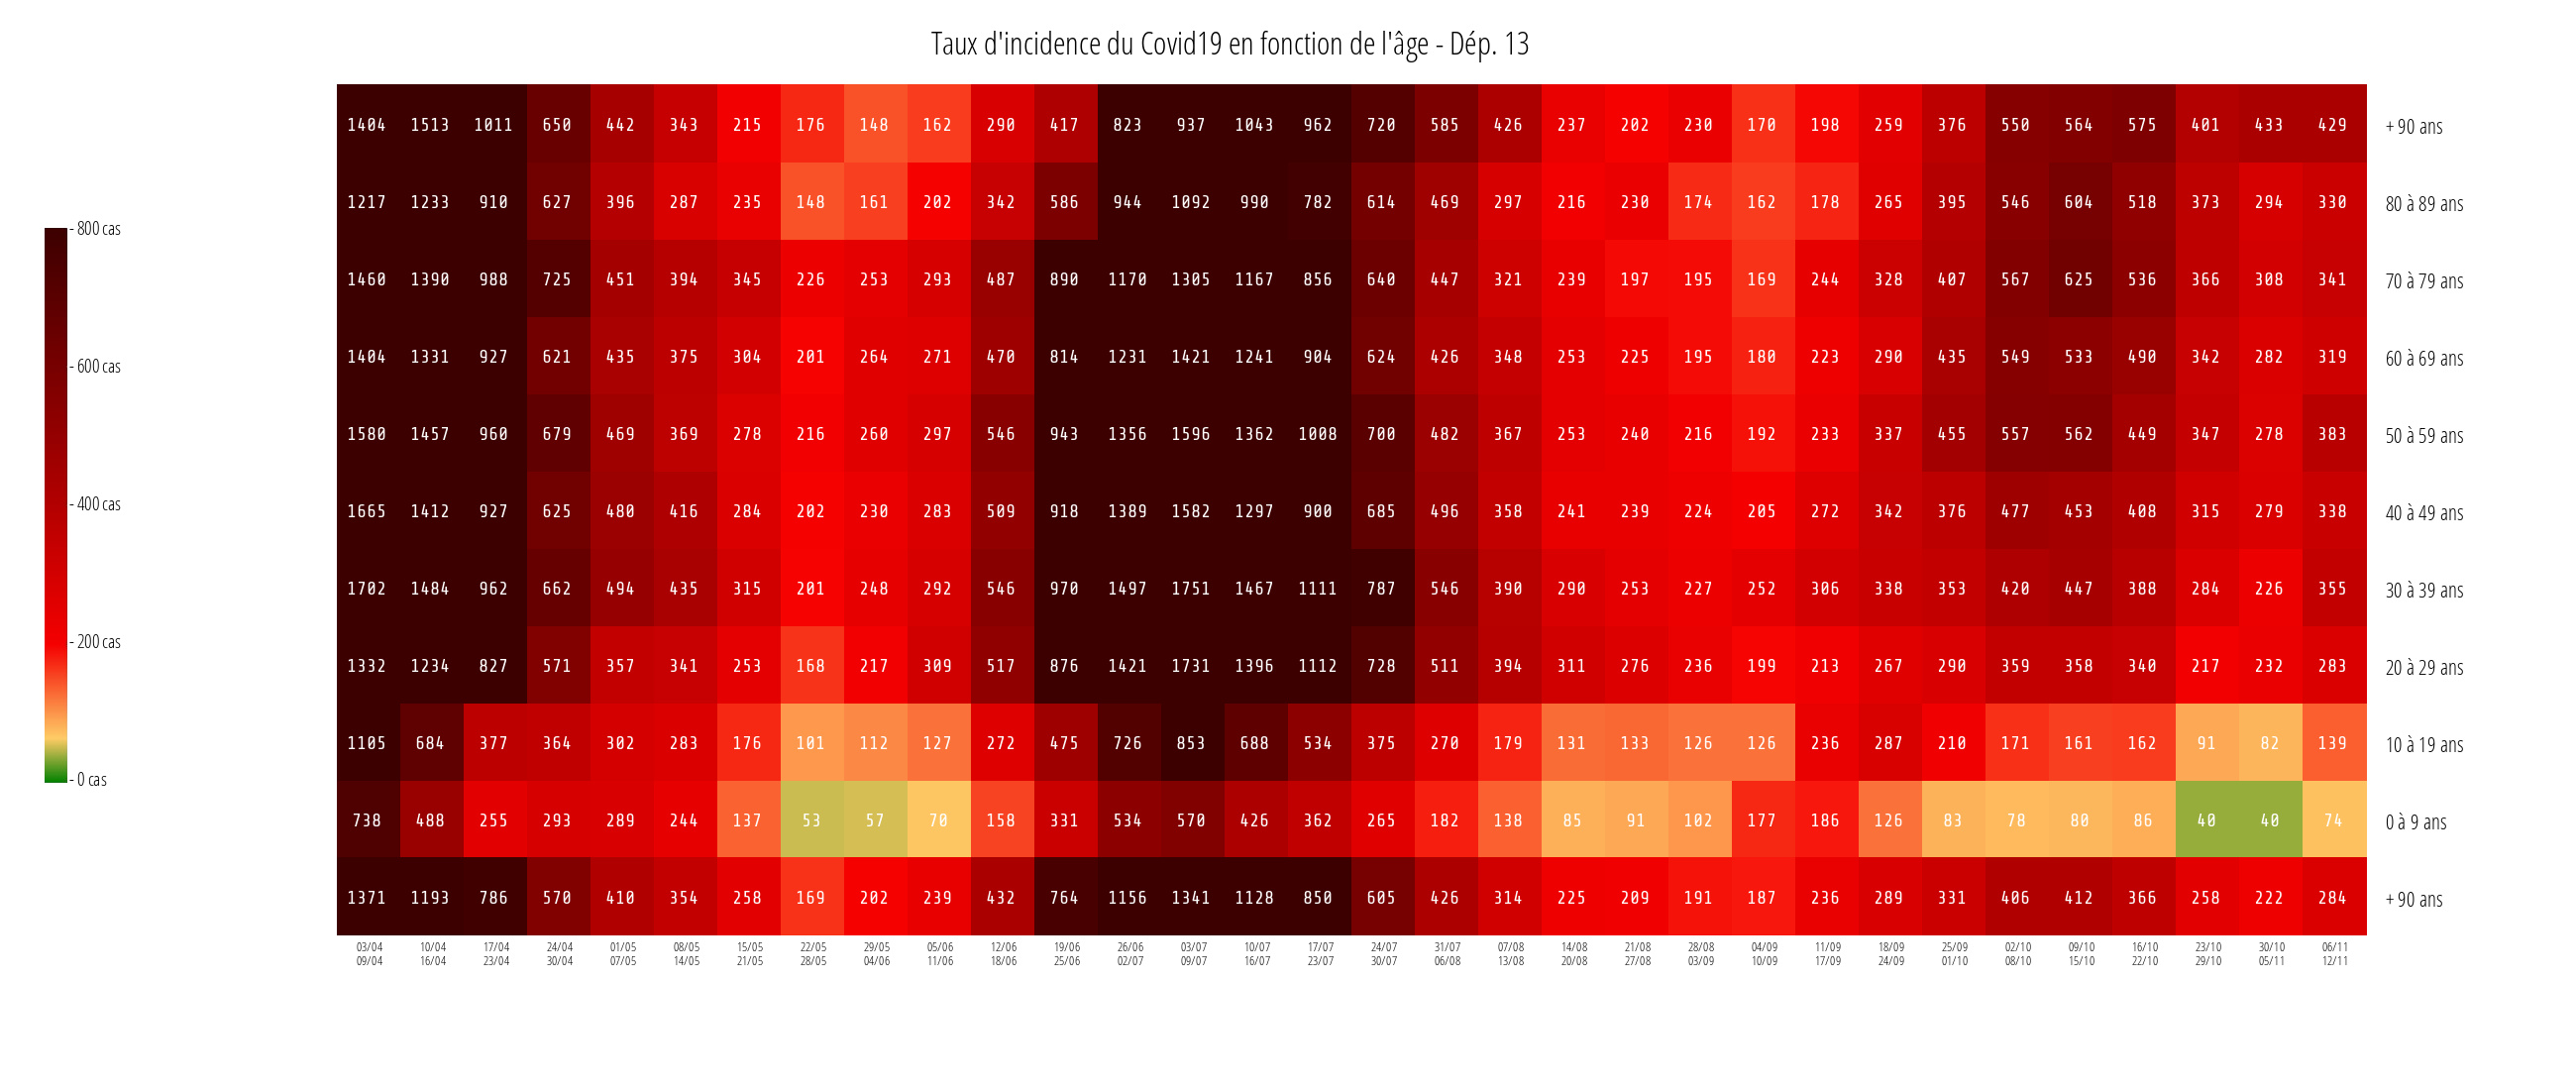 Taux d'incidence du Covid19 en fonction de l'âge - Dép. 13
1404 1513 1011 650 442 343 215 176 148 162 290 417 823 937 1043 962 720 585 426 237 202 230 170 198 259 376 550 564 575 401 433 429 + 90 ans
1217 1233 910 627 396 287 235 148 161 202 342 586 944 1092 990 782 614 469 297 216 230 174 162 178 265 395 546 604 518 373 294 330 80 à 89 ans
1460 1390 988 725 451 394 345 226 253 293 487 890 1170 1305 1167 856 640 447 321 239 197 195 169 244 328 407 567 625 536 366 308 341 70 à 79 ans
1404 1331 927 621 435 375 304 201 264 271 470 814 1231 1421 1241 904 624 426 348 253 225 195 180 223 290 435 549 533 490 342 282 319 60 à 69 ans
1580 1457 960 679 469 369 278 216 260 297 546 943 1356 1596 1362 1008 700 482 367 253 240 216 192 233 337 455 557 562 449 347 278 383 50 à 59 ans
1665 1412 927 625 480 416 284 202 230 283 509 918 1389 1582 1297 900 685 496 358 241 239 224 205 272 342 376 477 453 408 315 279 338 40 à 49 ans
1702 1484 962 662 494 435 315 201 248 292 546 970 1497 1751 1467 1111 787 546 390 290 253 227 252 306 338 353 420 447 388 284 226 355 30 à 39 ans
1332 1234 827 571 357 341 253 168 217 309 517 876 1421 1731 1396 1112 728 511 394 311 276 236 199 213 267 290 359 358 340 217 232 283 20 à 29 ans
1105 684 377 364 302 283 176 101 112 127 272 475 726 853 688 534 375 270 179 131 133 126 126 236 287 210 171 161 162 91 82 139 10 à 19 ans
738 488 255 293 289 244 137 53 57 70 158 331 534 570 426 362 265 182 138 85 91 102 177 186 126 83 78 80 86 40 40 74 0 à 9 ans
1371 1193 786 570 410 354 258 169 202 239 432 764 1156 1341 1128 850 605 426 314 225 209 191 187 236 289 331 406 412 366 258 222 284 + 90 ans
03/04 10/04 17/04 24/04 01/05 08/05 15/05 22/05 29/05 05/06 12/06 19/06 26/06 03/07 10/07 17/07 24/07 31/07 07/08 14/08 21/08 28/08 04/09 11/09 18/09 25/09 02/10 09/10 16/10 23/10 30/10 06/11
09/04 16/04 23/04 30/04 07/05 14/05 21/05 28/05 04/06 11/06 18/06 25/06 02/07 09/07 16/07 23/07 30/07 06/08 13/08 20/08 27/08 03/09 10/09 17/09 24/09 01/10 08/10 15/10 22/10 29/10 05/11 12/11
- 800 cas
- 600 cas
- 400 cas
- 200 cas
- 0 cas